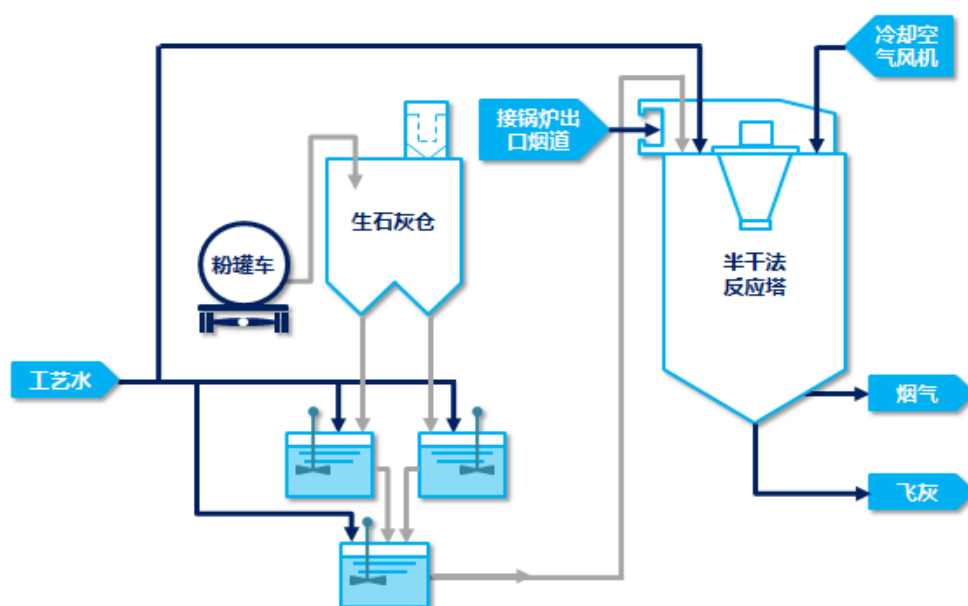 冷却空
气风机
接锅炉出
口烟道
生石灰仓
粉罐车
半干法
反应塔
工艺水
烟气
飞灰